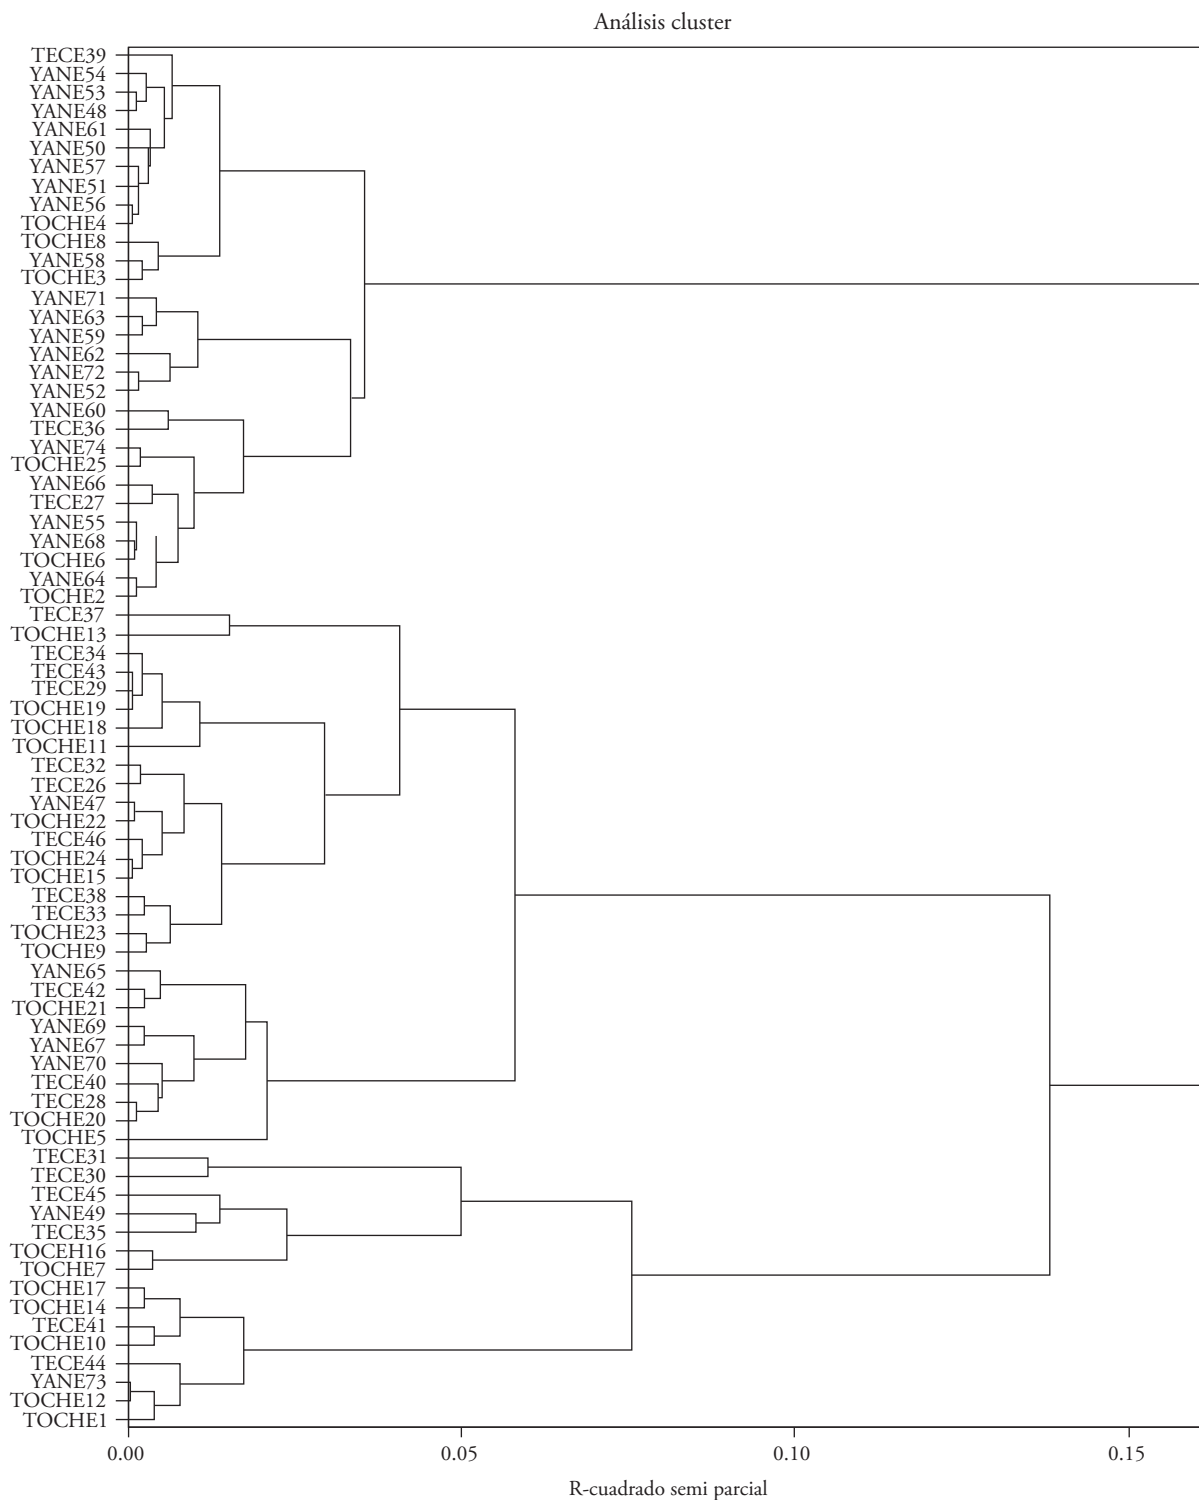 Análisis cluster
TECE39
YANE54
YANE53
YANE48
YANE61
YANE50
YANE57
YANE51
YANE56
TOCHE4
TOCHE8
YANE58
TOCHE3
YANE71
YANE63
YANE59
YANE62
YANE72
YANE52
YANE60
TECE36
YANE74
TOCHE25
YANE66
TECE27
YANE55
YANE68
TOCHE6
YANE64
TOCHE2
TECE37
TOCHE13
TECE34
TECE43
TECE29
TOCHE19
TOCHE18
TOCHE11
TECE32
TECE26
YANE47
TOCHE22
TECE46
TOCHE24
TOCHE15
TECE38
TECE33
TOCHE23
TOCHE9
YANE65
TECE42
TOCHE21
YANE69
YANE67
YANE70
TECE40
TECE28
TOCHE20
TOCHE5
TECE31
TECE30
TECE45
YANE49
TECE35
TOCEH16
TOCHE7
TOCHE17
TOCHE14
TECE41
TOCHE10
TECE44
YANE73
TOCHE12
TOCHE1
0.00 0.05 0.10 0.15
R-cuadrado semi parcial